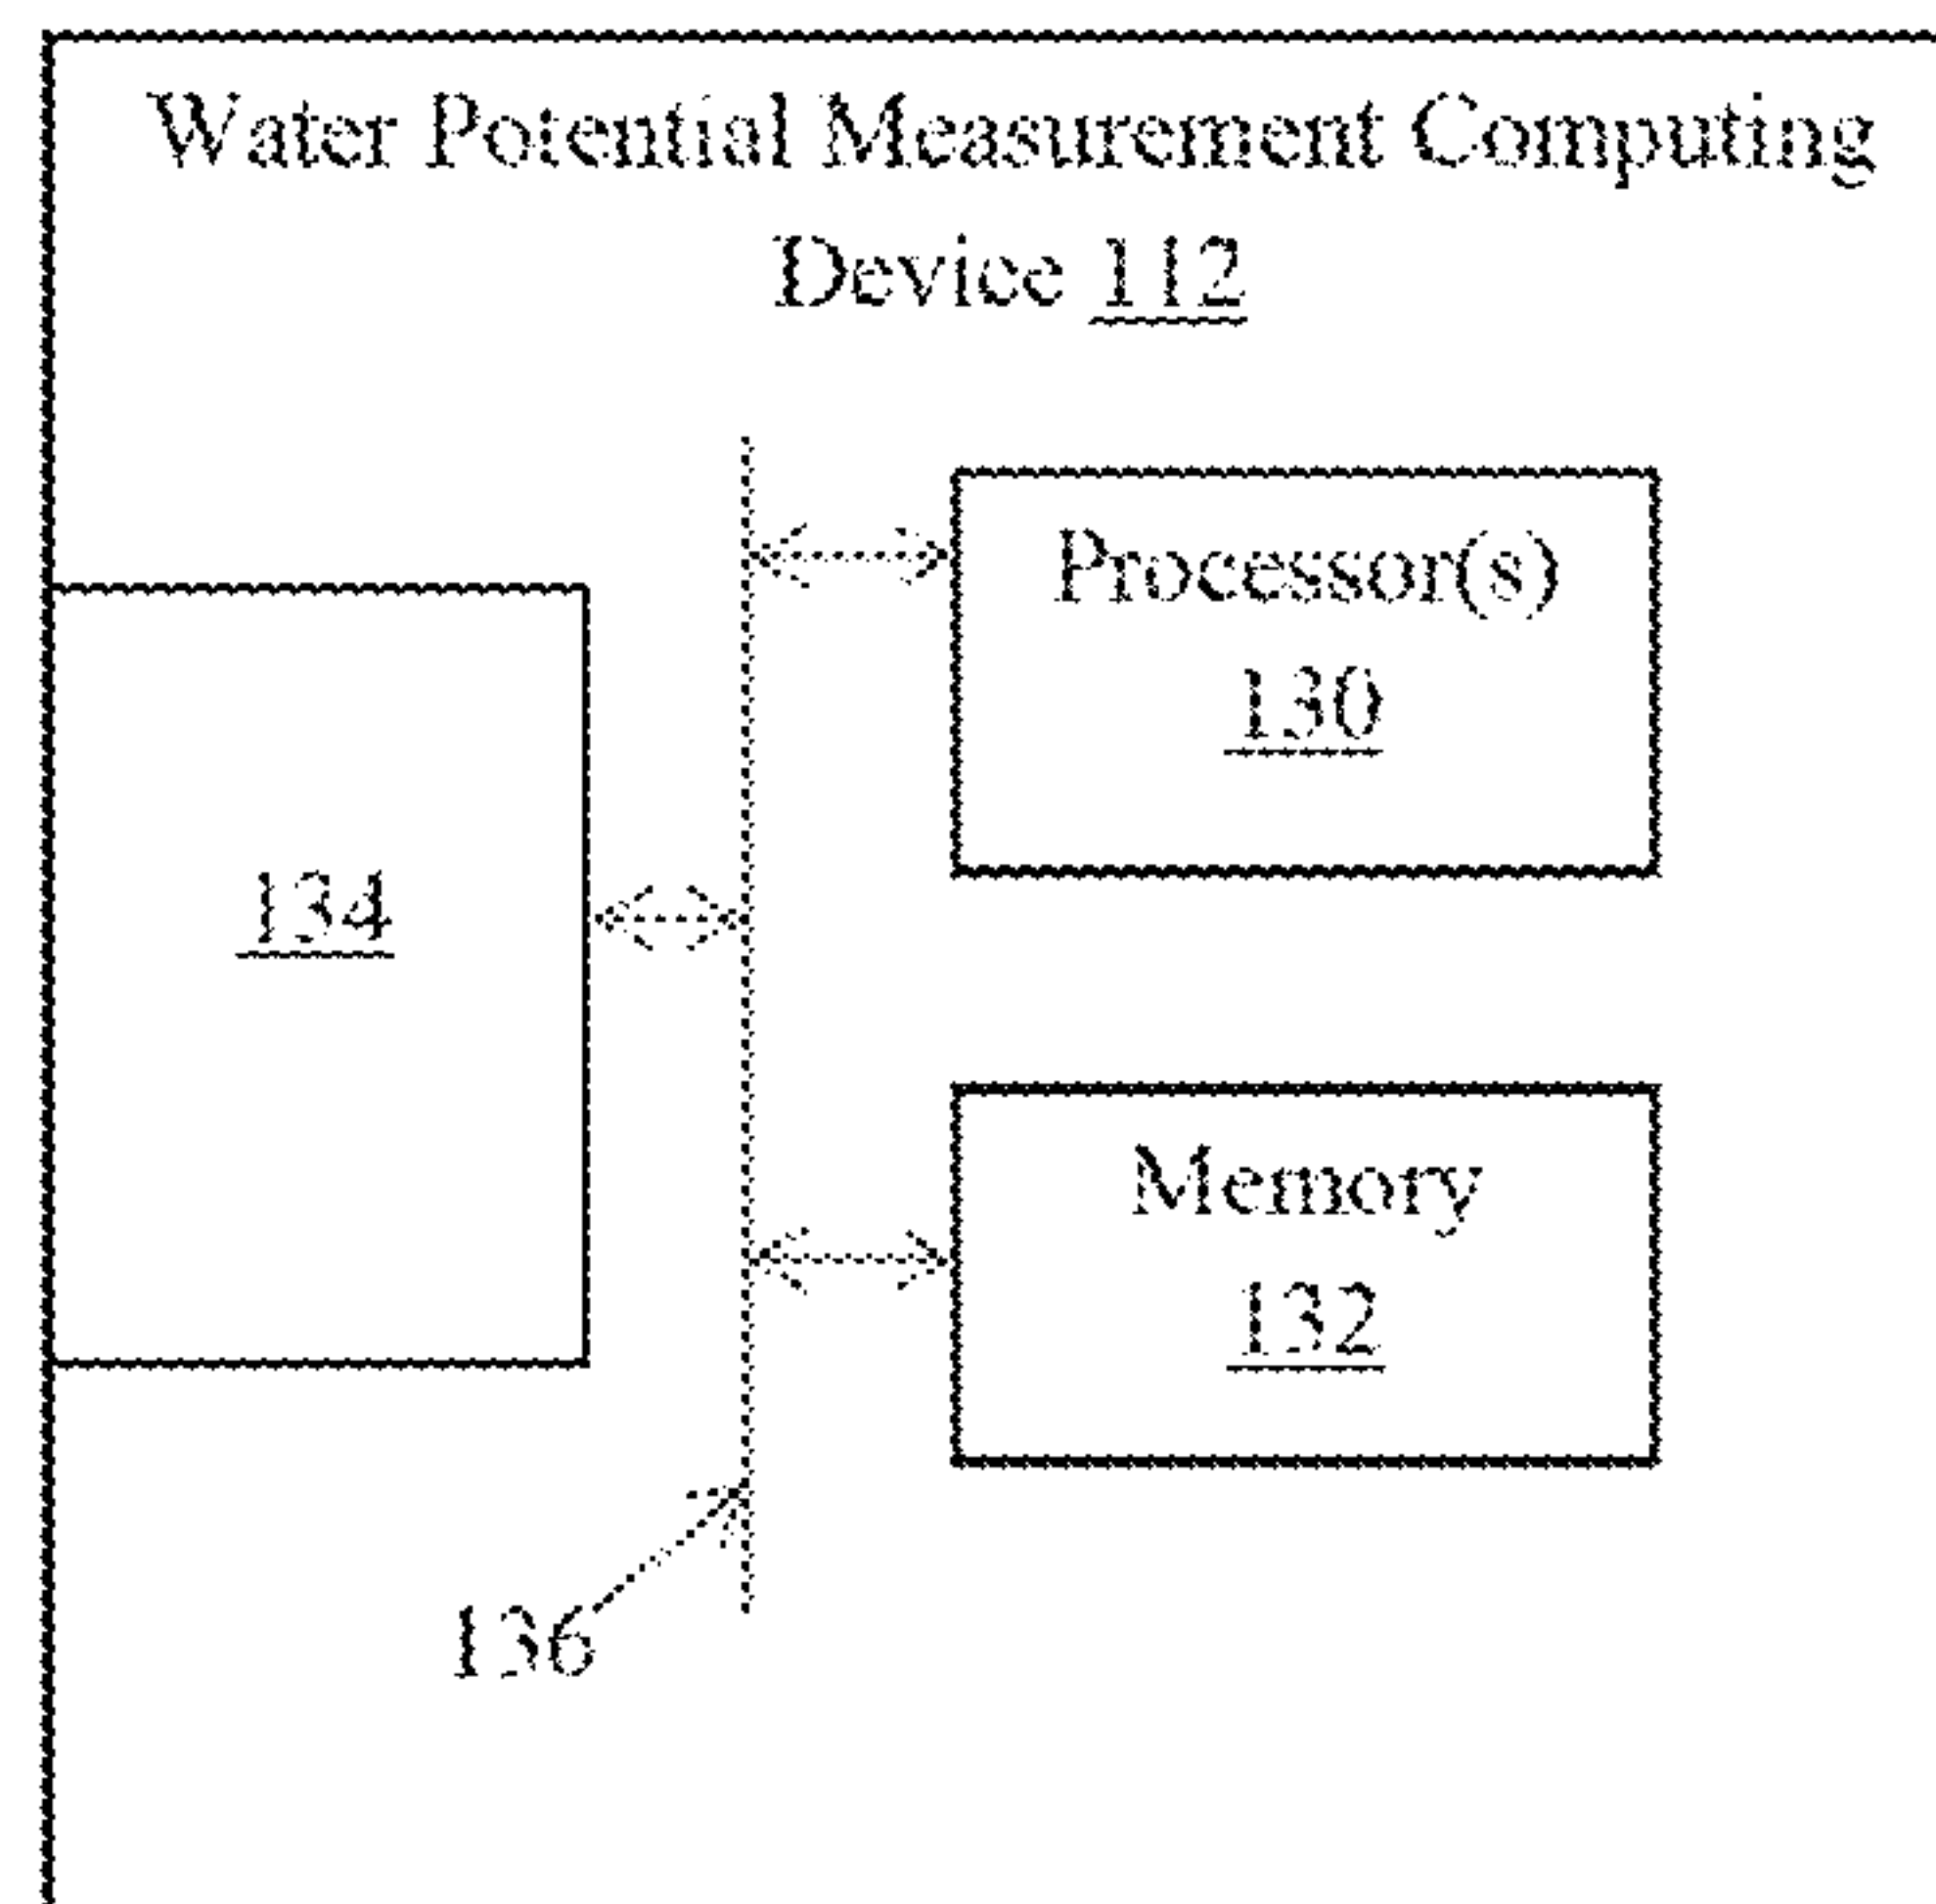 Water Potential Measurement Computing
Device 112
Processor(s)
130
134
Memory
132
136